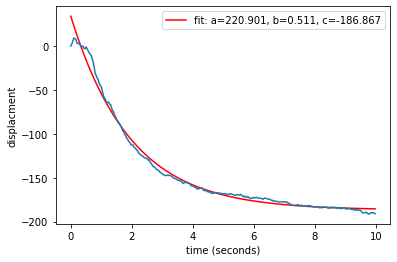 fit: a=220.901, b=0.511, c=-186.867
0
−50
−100
−150
−200
displacment
0 2 4 6 8 10
time (seconds)